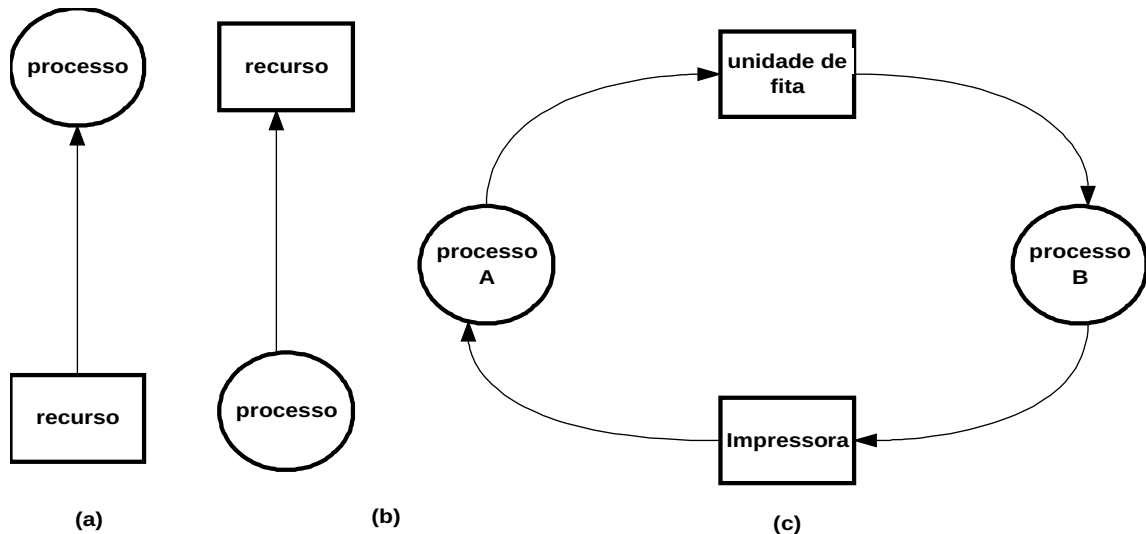 processo
recurso
(a)
recurso
processo
(b)
unidade de
fita
processo
A
processo
B
Impressora
(c)